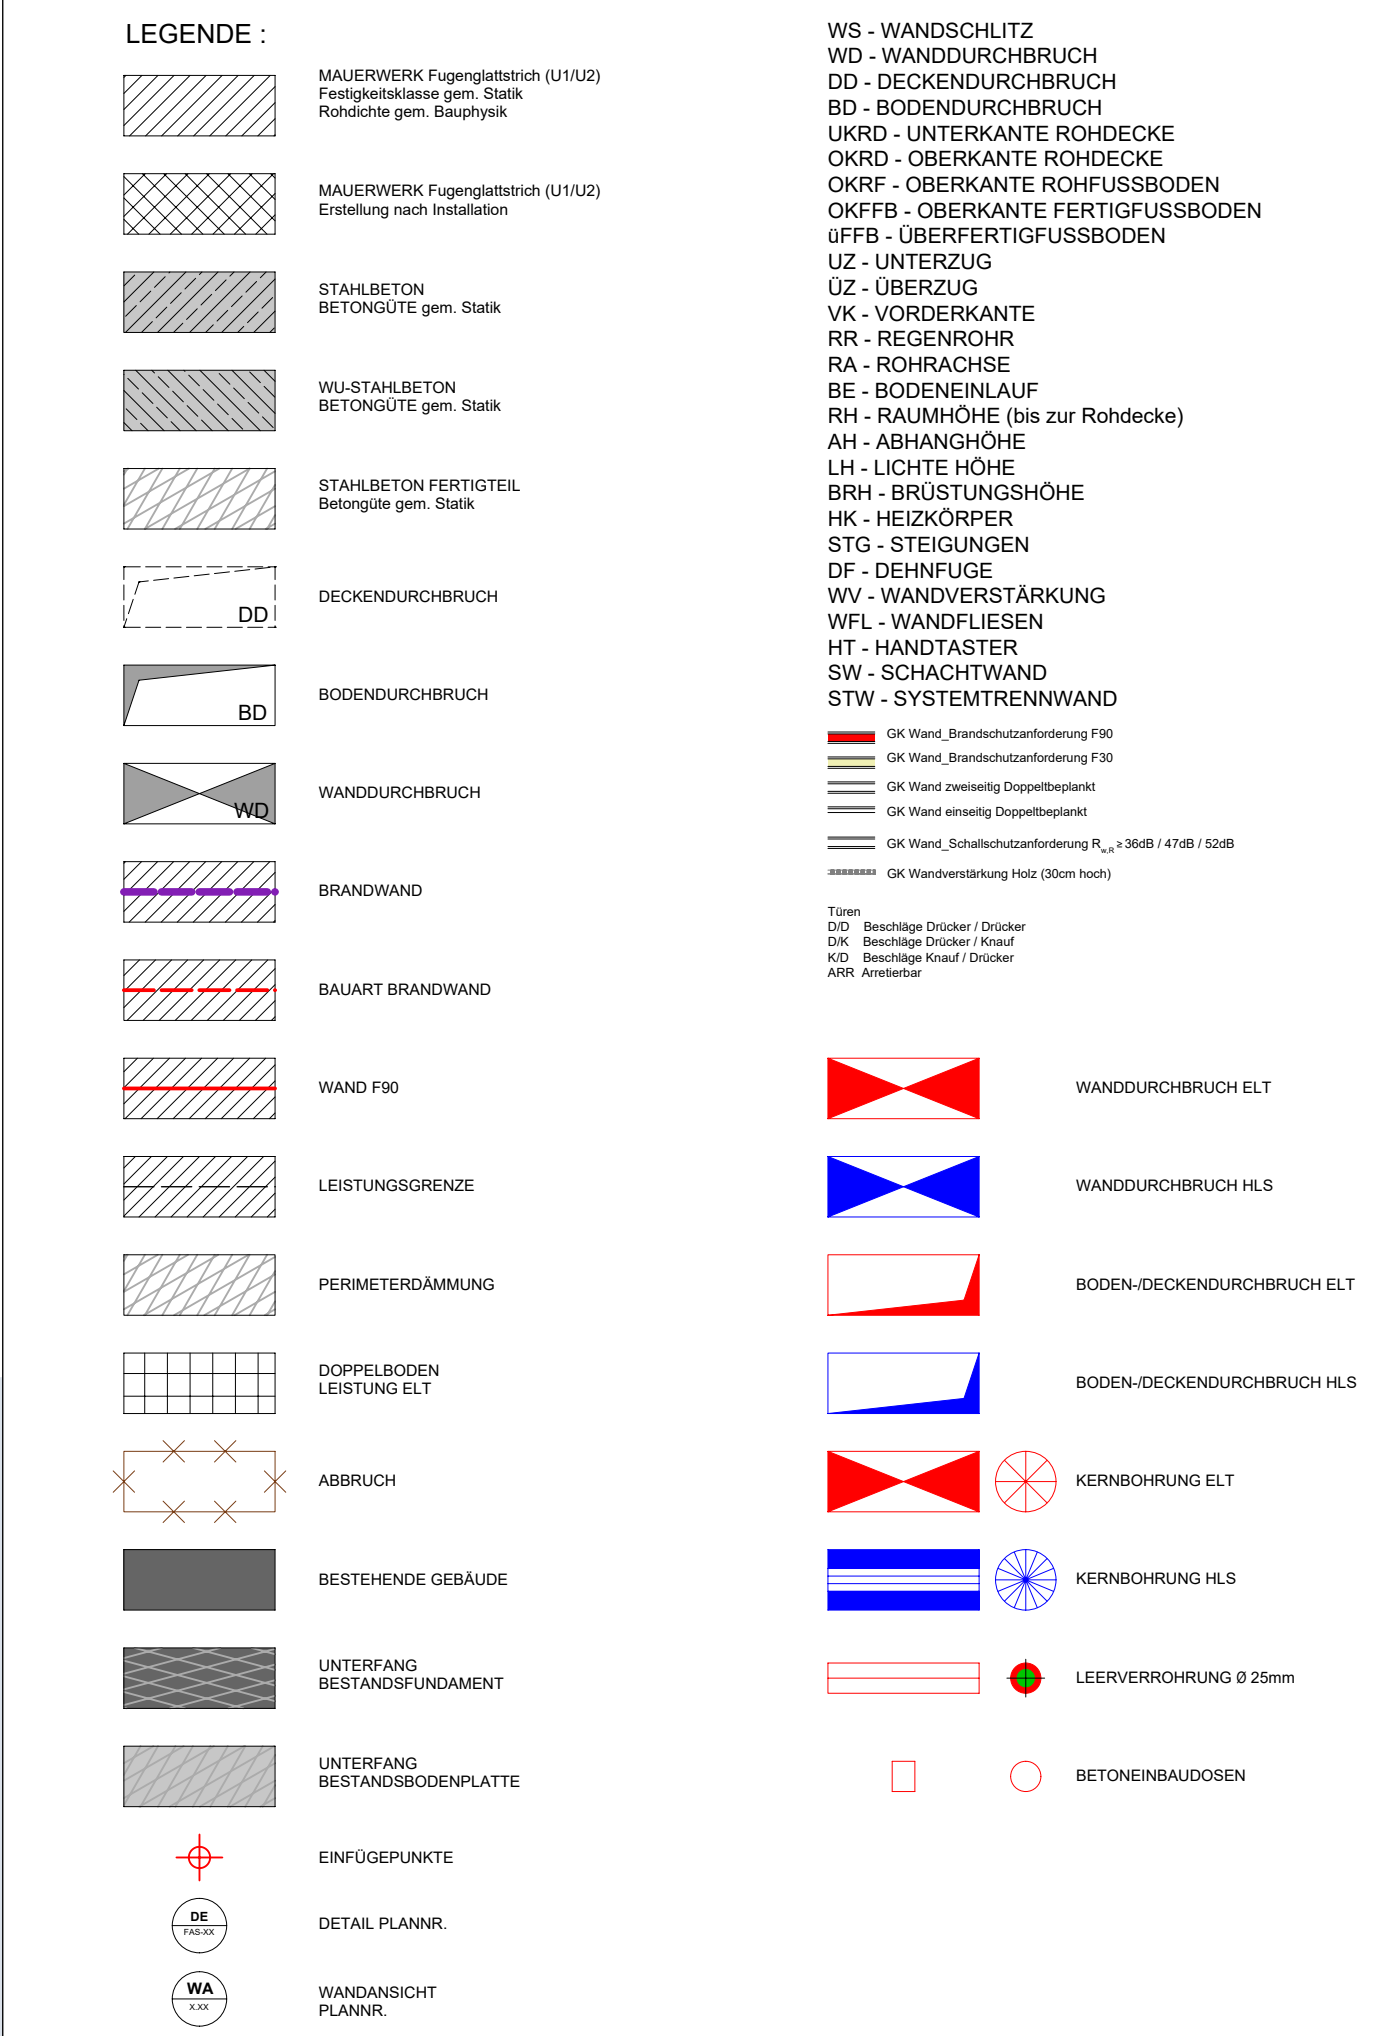 LEGENDE :
MAUERWERK Fugenglattstrich (U1/U2)
Festigkeitsklasse gem. Statik
Rohdichte gem. Bauphysik
MAUERWERK Fugenglattstrich (U1/U2)
Erstellung nach Installation
STAHLBETON
BETONGÜTE gem. Statik
WU-STAHLBETON
BETONGÜTE gem. Statik
STAHLBETON FERTIGTEIL
Betongüte gem. Statik
DD
DECKENDURCHBRUCH
BD
BODENDURCHBRUCH
WD
WANDDURCHBRUCH
BRANDWAND
BAUART BRANDWAND
WAND F90
LEISTUNGSGRENZE
PERIMETERDÄMMUNG
DOPPELBODEN
LEISTUNG ELT
ABBRUCH
BESTEHENDE GEBÄUDE
UNTERFANG
BESTANDSFUNDAMENT
UNTERFANG
BESTANDSBODENPLATTE
EINFÜGEPUNKTE
DE
FAS-XX
DETAIL PLANNR.
WA
X.XX
WANDANSICHT
PLANNR.
WS - WANDSCHLITZ
WD - WANDDURCHBRUCH
DD - DECKENDURCHBRUCH
BD - BODENDURCHBRUCH
UKRD - UNTERKANTE ROHDECKE
OKRD - OBERKANTE ROHDECKE
OKRF - OBERKANTE ROHFUSSBODEN
OKFFB - OBERKANTE FERTIGFUSSBODEN
üFFB - ÜBERFERTIGFUSSBODEN
UZ - UNTERZUG
ÜZ - ÜBERZUG
VK - VORDERKANTE
RR - REGENROHR
RA - ROHRACHSE
BE - BODENEINLAUF
RH - RAUMHÖHE (bis zur Rohdecke)
AH - ABHANGHÖHE
LH - LICHTE HÖHE
BRH - BRÜSTUNGSHÖHE
HK - HEIZKÖRPER
STG - STEIGUNGEN
DF - DEHNFUGE
WV - WANDVERSTÄRKUNG
WFL - WANDFLIESEN
HT - HANDTASTER
SW - SCHACHTWAND
STW - SYSTEMTRENNWAND
GK Wand_Brandschutzanforderung F90
GK Wand_Brandschutzanforderung F30
GK Wand zweiseitig Doppeltbeplankt
GK Wand einseitig Doppeltbeplankt
GK Wand_Schallschutzanforderung Rw,R ≥ 36dB / 47dB / 52dB
GK Wandverstärkung Holz (30cm hoch)
Türen
D/D Beschläge Drücker / Drücker
D/K Beschläge Drücker / Knauf
K/D Beschläge Knauf / Drücker
ARR Arretierbar
WANDDURCHBRUCH ELT
WANDDURCHBRUCH HLS
BODEN-/DECKENDURCHBRUCH ELT
BODEN-/DECKENDURCHBRUCH HLS
KERNBOHRUNG ELT
KERNBOHRUNG HLS
LEERVERROHRUNG Ø 25mm
BETONEINBAUDOSEN